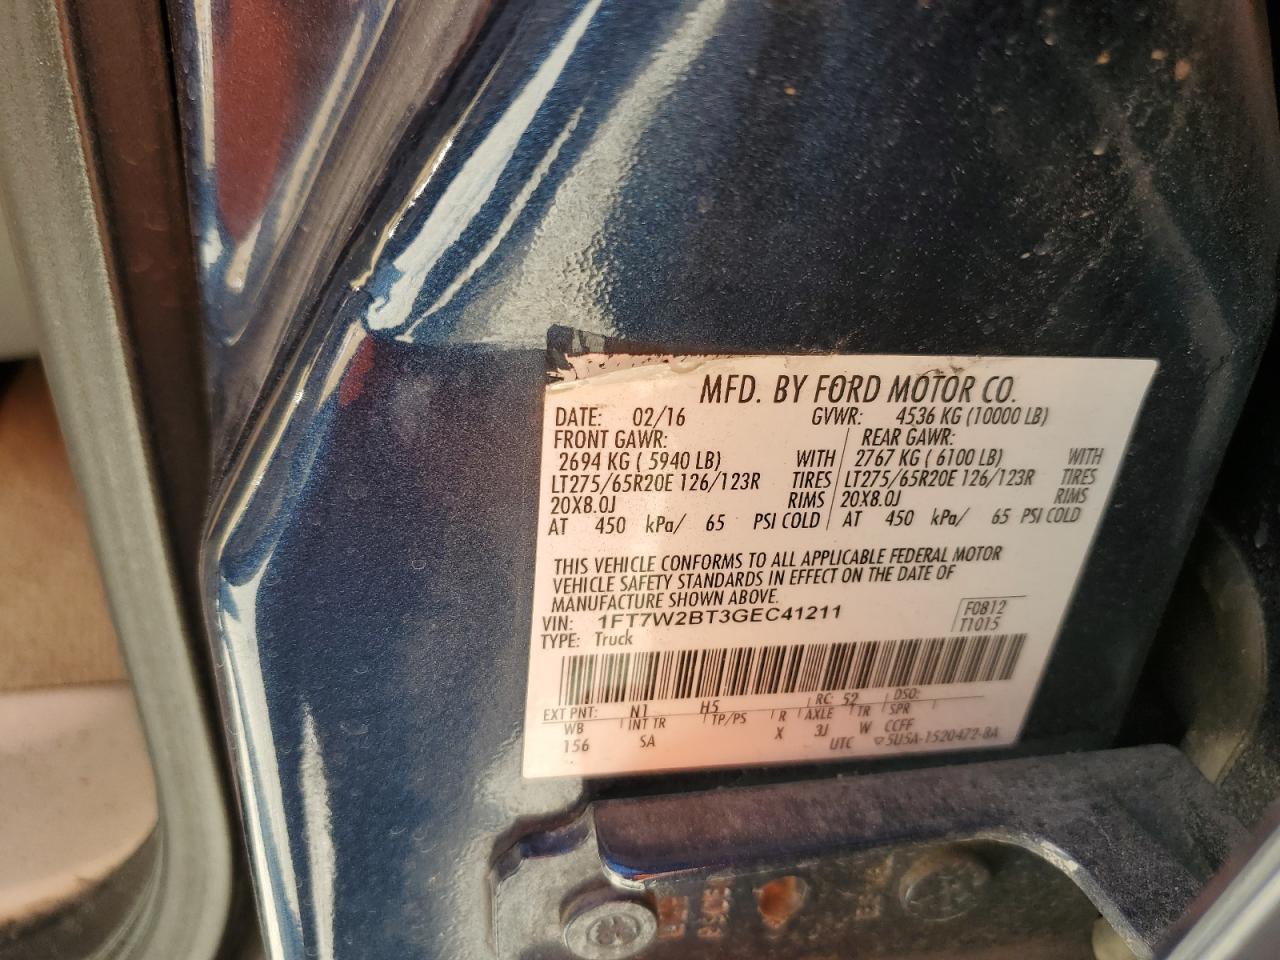 MFD. BY FORD MOTOR CO.
DATE: 02/16 GVWR: 4536 KG (10000 LB)
FRONT GAWR: REAR GAWR:
2694 KG ( 5940 LB) WITH 2767 KG ( 6100 LB) WITH
LT275/65R20E 126/123R TIRES LT275/65R20E 126/123R TIRES
20X8.0J RIMS 20X8.0J RIMS
AT 450 kPa/ 65 PSI COLD AT 450 kPa/ 65 PSI COLD
THIS VEHICLE CONFORMS TO ALL APPLICABLE FEDERAL MOTOR
VEHICLE SAFETY STANDARDS IN EFFECT ON THE DATE OF
MANUFACTURE SHOWN ABOVE.
VIN: 1FT7W2BT3GEC41211 F0812
TYPE: Truck T1015
EXT PNT: N1 H5 RC: 52 DSO:
WB INT TR TP/PS R AXLE TR SPR
156 SA X 3J W CCFF
UTC ▽5U5A-1520472-BA